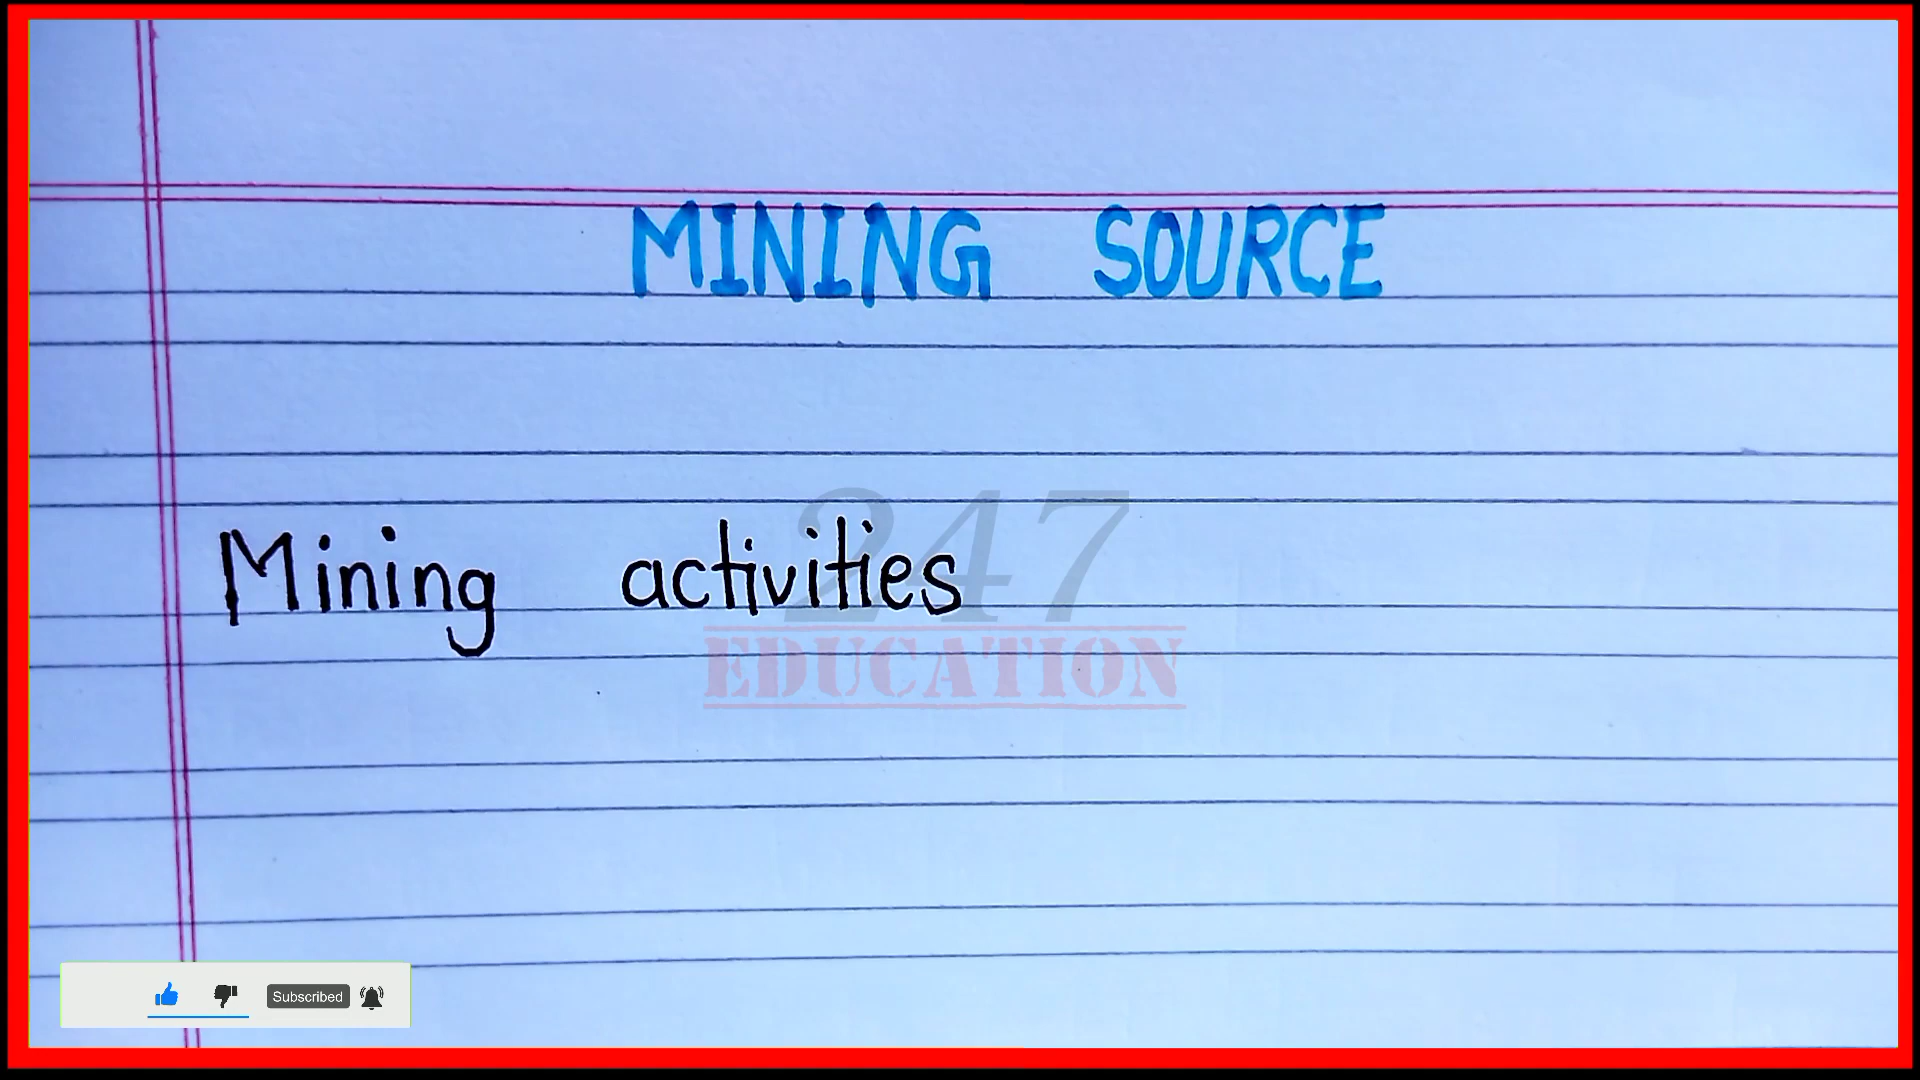 MINING SOURCE
Mining activities
247
EDUCATION
Subscribed